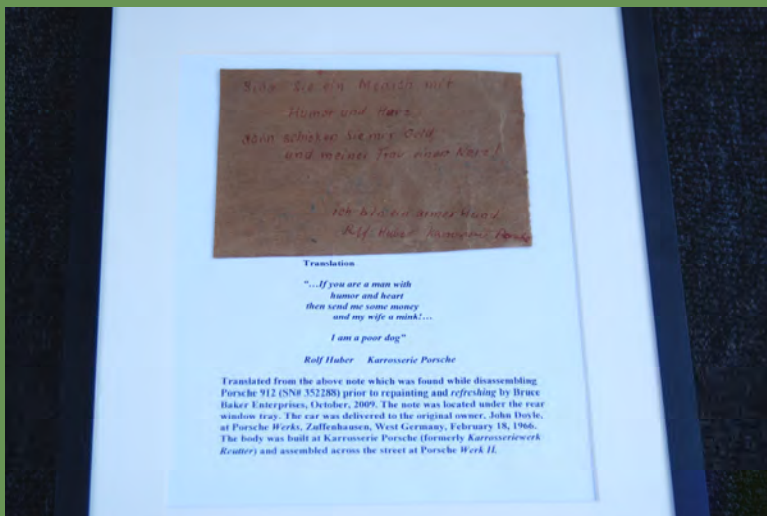 Sind Sie ein Mensch mit
Humor und Herz
dann schicken Sie mir Geld
und meiner Frau einen Nerz!
ich bin ein armer Hund
Rolf Huber Karosserie Porsche
Translation
"...If you are a man with
humor and heart
then send me some money
and my wife a mink!...
I am a poor dog"
Rolf Huber Karrosserie Porsche
Translated from the above note which was found while disassembling
Porsche 912 (SN# 352288) prior to repainting and refreshing by Bruce
Baker Enterprises, October, 2009. The note was located under the rear
window tray. The car was delivered to the original owner, John Doyle,
at Porsche Werks, Zuffenhausen, West Germany, February 18, 1966.
The body was built at Karrosserie Porsche (formerly Karrosseriewerk
Reutter) and assembled across the street at Porsche Werk II.